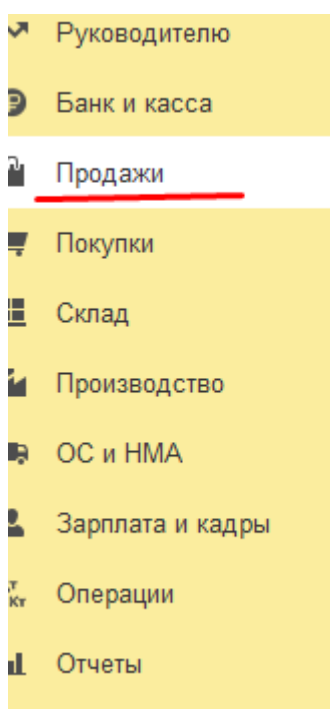 Руководителю
Банк и касса
Продажи
Покупки
Склад
Производство
ОС и НМА
Зарплата и кадры
Операции
Отчеты